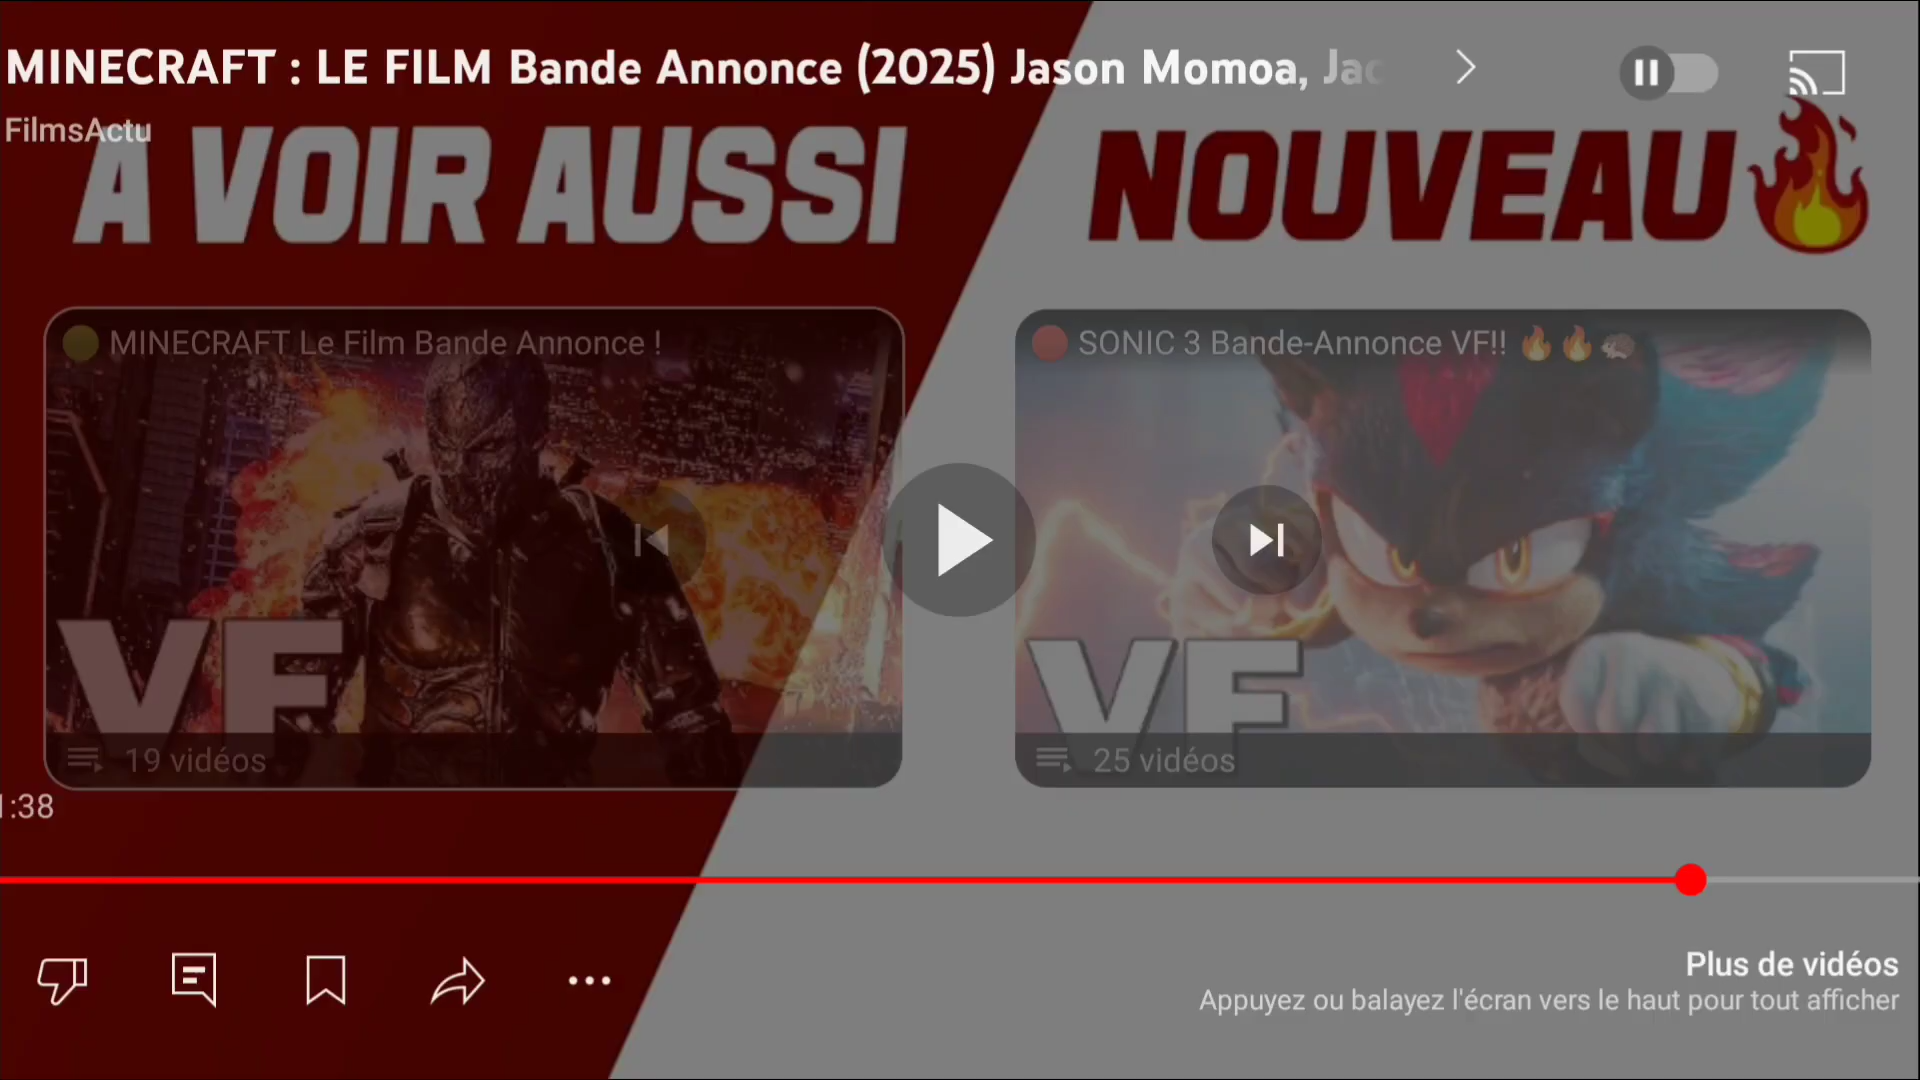 MINECRAFT : LE FILM Bande Annonce (2025) Jason Momoa, Jac
FilmsActu
A VOIR AUSSI
NOUVEAU
MINECRAFT Le Film Bande Annonce !
SONIC 3 Bande-Annonce VF!! 🔥🔥🦔
VF
VF
19 vidéos
25 vidéos
1:38
Plus de vidéos
Appuyez ou balayez l'écran vers le haut pour tout afficher